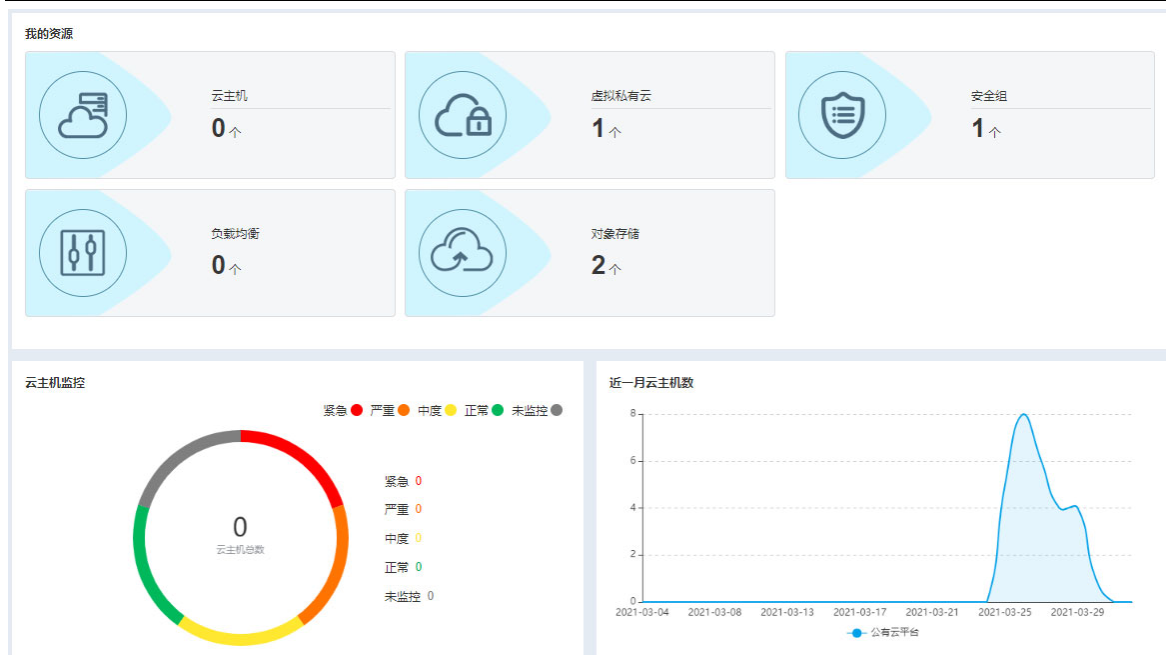 我的资源
云主机
0个
虚拟私有云
1个
安全组
1个
负载均衡
0个
对象存储
2个
云主机监控
紧急 严重 中度 正常 未监控
0
云主机总数
紧急 0
严重 0
中度 0
正常 0
未监控 0
近一月云主机数
8
6
4
2
0
2021-03-04 2021-03-08 2021-03-13 2021-03-17 2021-03-21 2021-03-25 2021-03-29
公有云平台